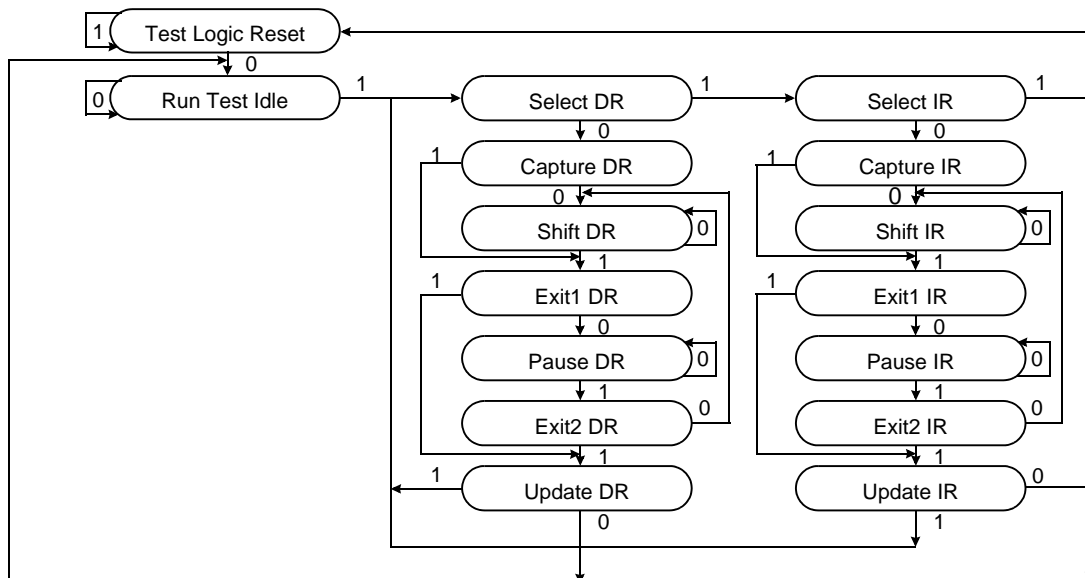 1
Test Logic Reset
0
0
Run Test Idle
1
Select DR
1
Select IR
1
0
0
1
Capture DR
1
Capture IR
0
0
Shift DR
0
Shift IR
0
1
1
1
Exit1 DR
1
Exit1 IR
0
0
Pause DR
0
Pause IR
0
1
1
Exit2 DR
0
Exit2 IR
0
1
1
1
Update DR
Update IR
0
0
1